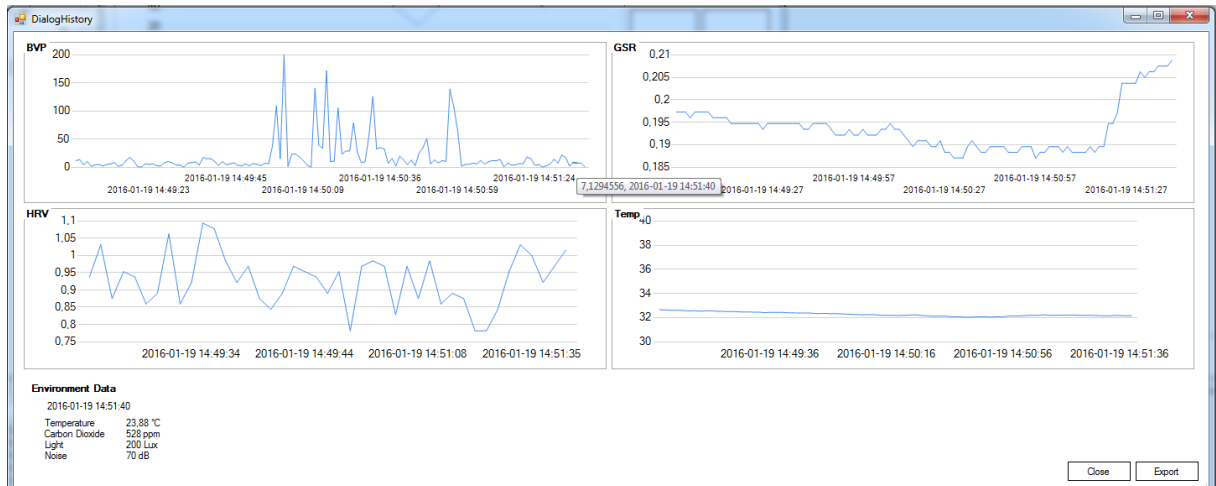 DialogHistory
BVP
200
150
100
50
0
2016-01-19 14:49:45 2016-01-19 14:50:36 2016-01-19 14:51:24
2016-01-19 14:49:23 2016-01-19 14:50:09 2016-01-19 14:50:59
7,1294556, 2016-01-19 14:51:40
GSR
0,21
0,205
0,2
0,195
0,19
0,185
2016-01-19 14:49:57 2016-01-19 14:50:57
2016-01-19 14:49:27 2016-01-19 14:50:27 2016-01-19 14:51:27
HRV
1,1
1,05
1
0,95
0,9
0,85
0,8
0,75
2016-01-19 14:49:34 2016-01-19 14:49:44 2016-01-19 14:51:08 2016-01-19 14:51:35
Temp
40
38
36
34
32
30
2016-01-19 14:49:36 2016-01-19 14:50:16 2016-01-19 14:50:56 2016-01-19 14:51:36
Environment Data
2016-01-19 14:51:40
Temperature 23,88 °C
Carbon Dioxide 528 ppm
Light 200 Lux
Noise 70 dB
Close Export